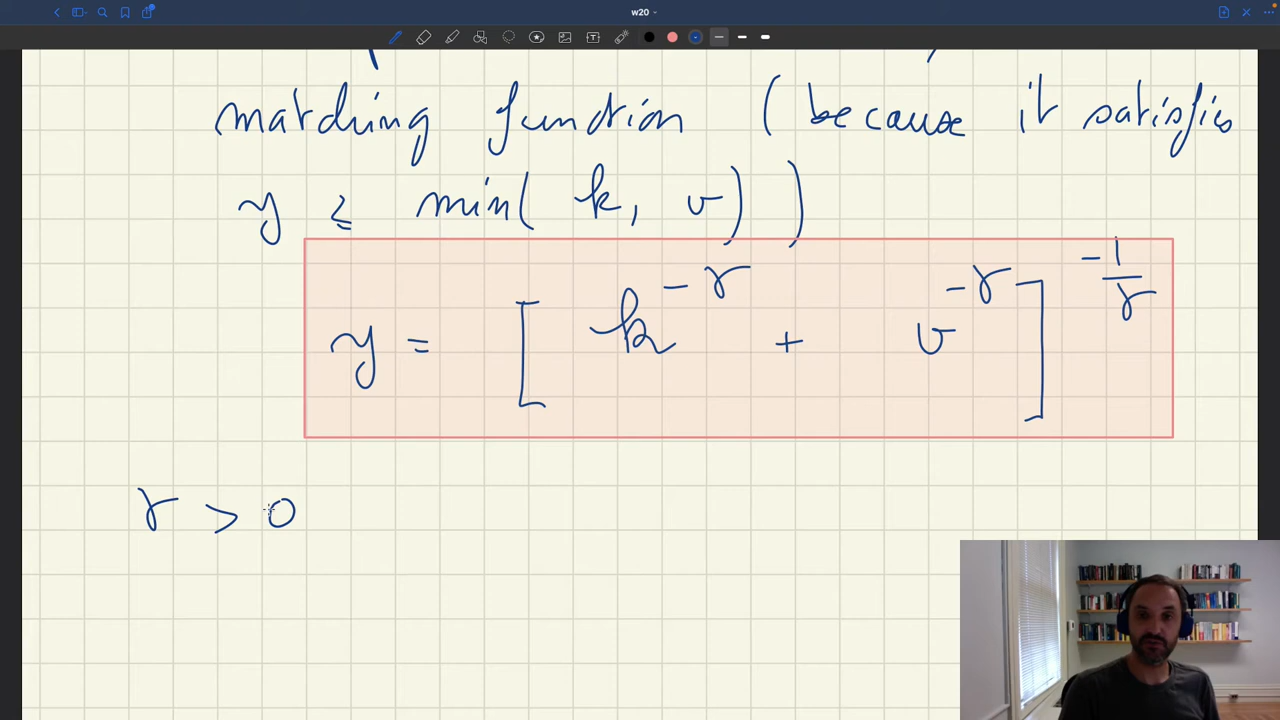 w20
matching function (because it satisfies
y ≤ min(k, v))
y = [k^{-γ} + v^{-γ}]^{-1/γ}
γ > 0